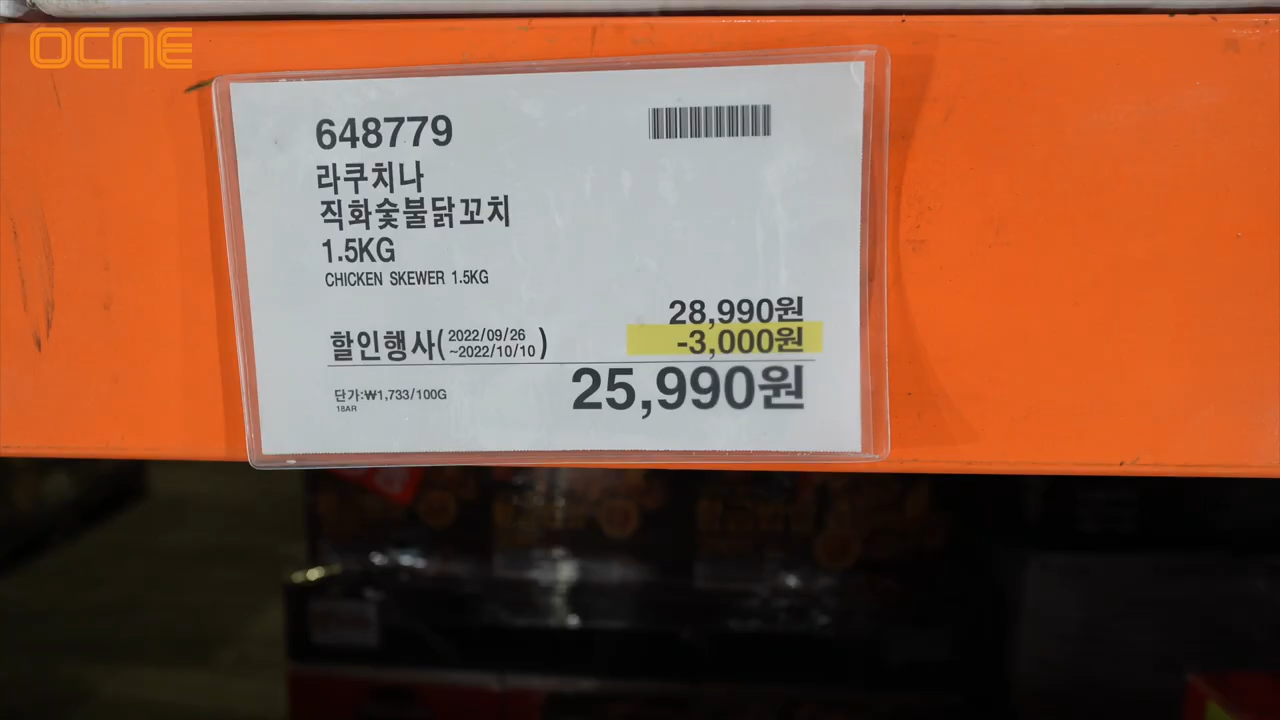 OCNE
648779
라쿠치나
직화숯불닭꼬치
1.5KG
CHICKEN SKEWER 1.5KG
28,990원
할인행사(2022/09/26 ~2022/10/10) -3,000원
25,990원
단가:₩1,733/100G
18AR